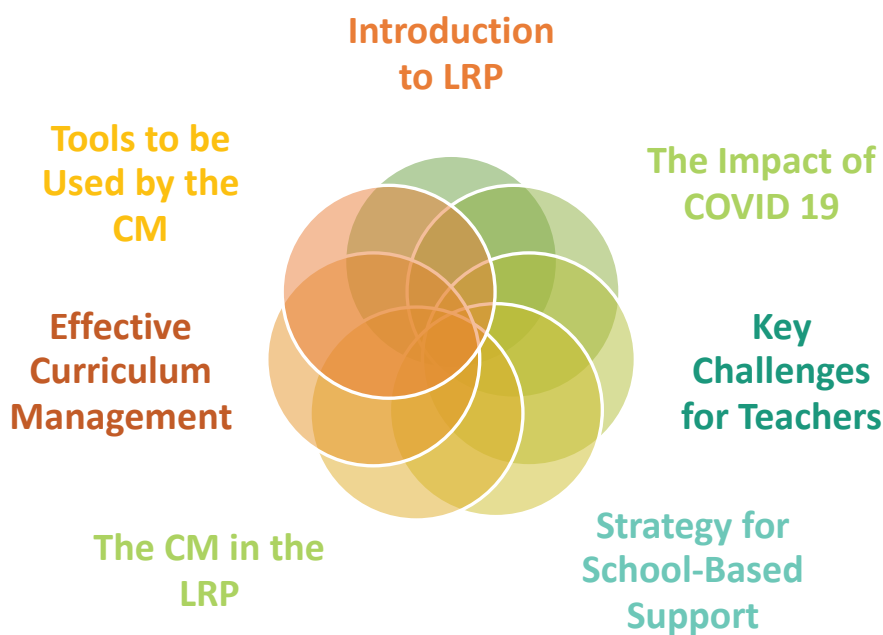 Introduction
to LRP
The Impact of
COVID 19
Key
Challenges
for Teachers
Strategy for
School-Based
Support
The CM in the
LRP
Effective
Curriculum
Management
Tools to be
Used by the
CM